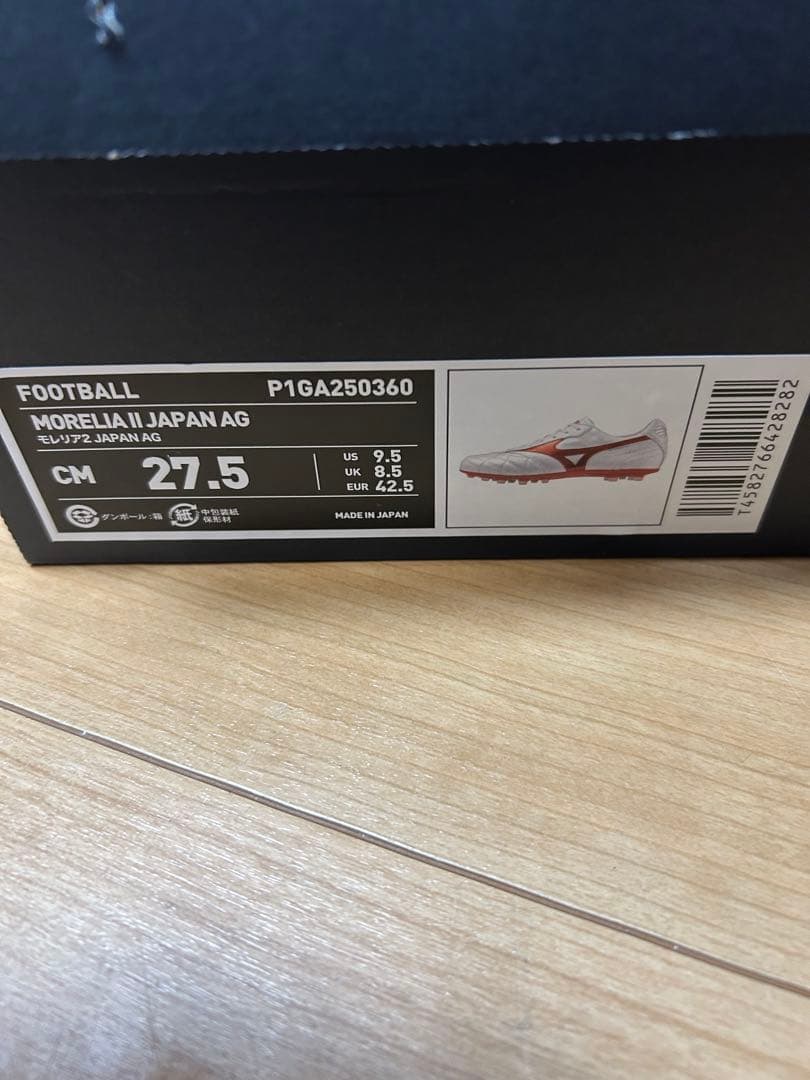 FOOTBALL P1GA250360
MORELIA II JAPAN AG
モレリア2 JAPAN AG
CM 27.5
US 9.5
UK 8.5
EUR 42.5
ダンボール:箱
紙 中包装紙
保形材
MADE IN JAPAN
T4582766428282